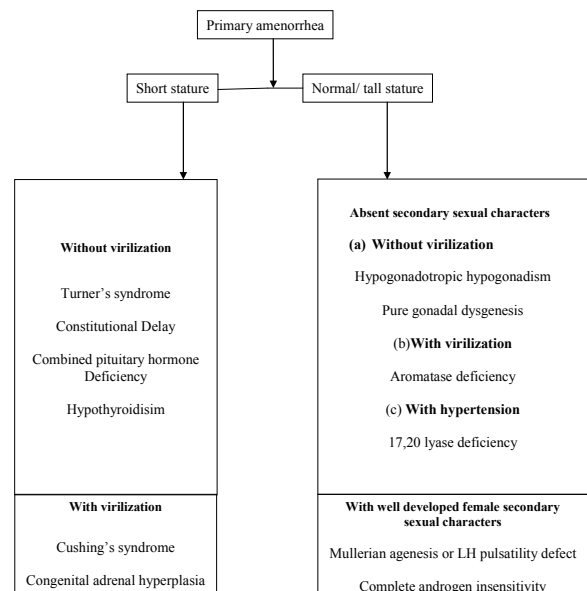 Primary amenorrhea
Short stature
Normal/ tall stature
Without virilization
Turner's syndrome
Constitutional Delay
Combined pituitary hormone
Deficiency
Hypothyroidisim
With virilization
Cushing's syndrome
Congenital adrenal hyperplasia
Absent secondary sexual characters
(a) Without virilization
Hypogonadotropic hypogonadism
Pure gonadal dysgenesis
(b)With virilization
Aromatase deficiency
(c) With hypertension
17,20 lyase deficiency
With well developed female secondary
sexual characters
Mullerian agenesis or LH pulsatility defect
Complete androgen insensitivity